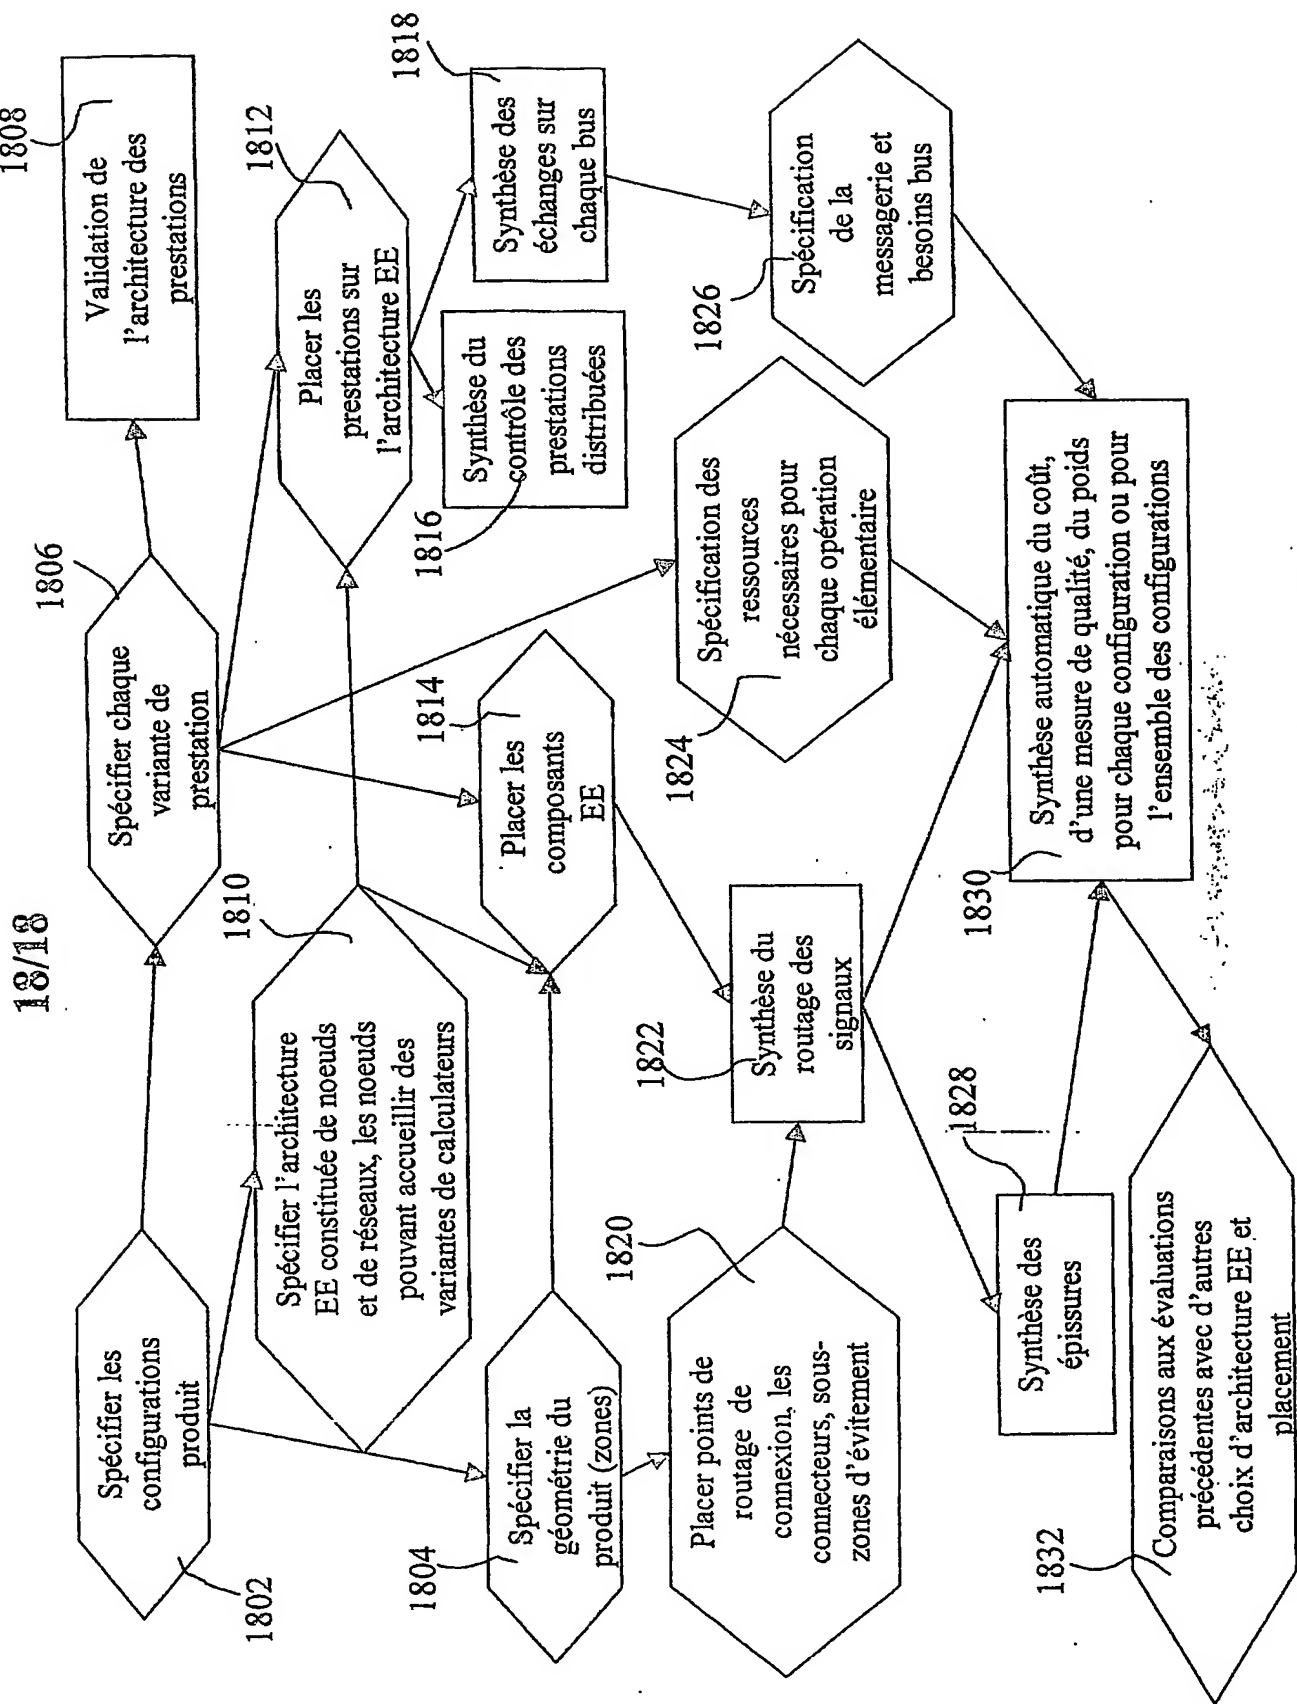 18/18
1802
Spécifier les
configurations
produit
1806
Spécifier chaque
variante de
prestation
1808
Validation de
l'architecture des
prestations
1810
Spécifier l'architecture
EE constituée de noeuds
et de réseaux, les noeuds
pouvant accueillir des
variantes de calculateurs
1812
Placer les
prestations sur
l'architecture EE
1804
Spécifier la
géométrie du
produit (zones)
1814
Placer les
composants
EE
1816
Synthèse du
contrôle des
prestations
distribuées
1818
Synthèse des
échanges sur
chaque bus
1820
Placer points de
routage de
connexion, les
connecteurs, sous-
zones d'évitement
1822
Synthèse du
routage des
signaux
1824
Spécification des
ressources
nécessaires pour
chaque opération
élémentaire
1826
Spécification
de la
messagerie et
besoins bus
1828
Synthèse des
épissures
1830
Synthèse automatique du coût,
d'une mesure de qualité, du poids
pour chaque configuration ou pour
l'ensemble des configurations
1832
Comparaisons aux évaluations
précédentes avec d'autres
choix d'architecture EE et
placement